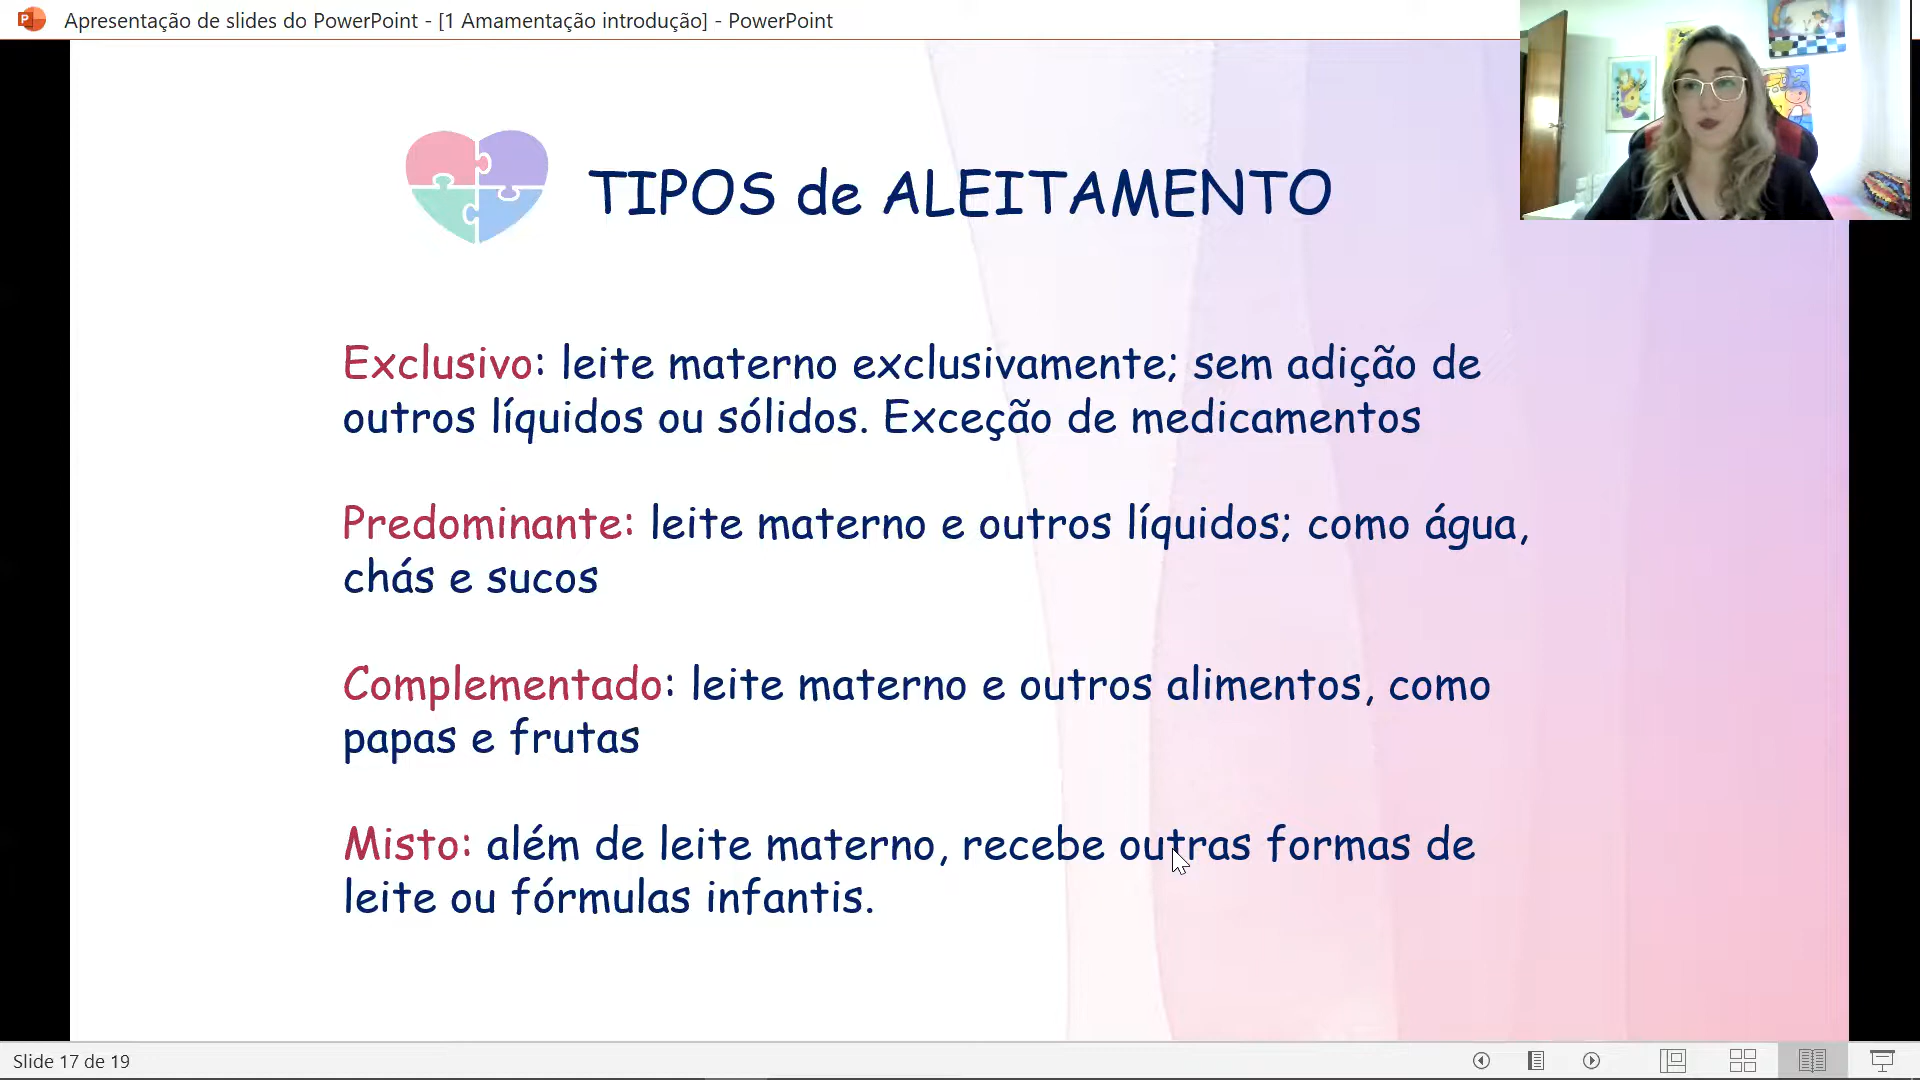 Apresentação de slides do PowerPoint - [1 Amamentação introdução] - PowerPoint
TIPOS de ALEITAMENTO
Exclusivo: leite materno exclusivamente; sem adição de
outros líquidos ou sólidos. Exceção de medicamentos
Predominante: leite materno e outros líquidos; como água,
chás e sucos
Complementado: leite materno e outros alimentos, como
papas e frutas
Misto: além de leite materno, recebe outras formas de
leite ou fórmulas infantis.
Slide 17 de 19